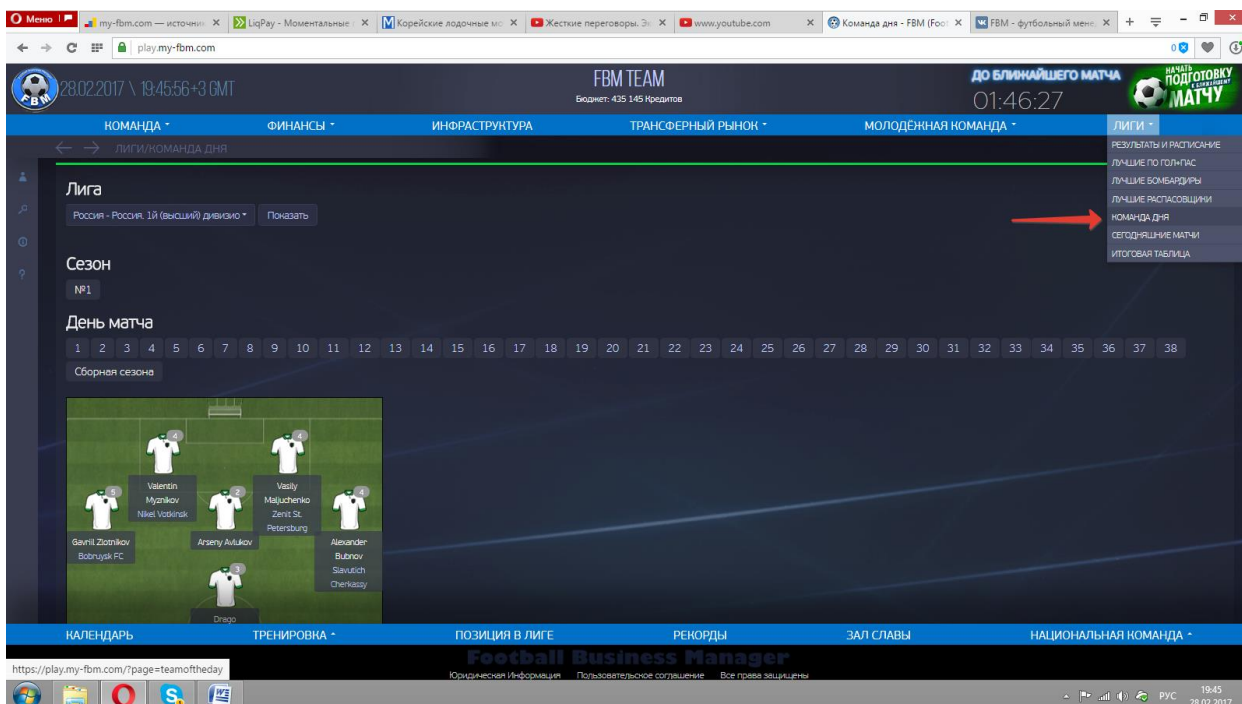 Меню
my-fbm.com — источник
LiqPay - Моментальные
Корейские лодочные мо
Жесткие переговоры. Эк
www.youtube.com
Команда дня - FBM (Foot
FBM - футбольный мене
play.my-fbm.com
0
FBM
28.02.2017 \ 19:45:56 +3 GMT
FBM TEAM
Бюджет: 435 145 Кредитов
ДО БЛИЖАЙШЕГО МАТЧА
01:46:27
НАЧАТЬ
ПОДГОТОВКУ
К БЛИЖАЙШЕМУ
МАТЧУ
КОМАНДА
ФИНАНСЫ
ИНФРАСТРУКТУРА
ТРАНСФЕРНЫЙ РЫНОК
МОЛОДЁЖНАЯ КОМАНДА
ЛИГИ
ЛИГИ/КОМАНДА ДНЯ
РЕЗУЛЬТАТЫ И РАСПИСАНИЕ
ЛУЧШИЕ ПО ГОЛ+ПАС
ЛУЧШИЕ БОМБАРДИРЫ
ЛУЧШИЕ РАСПАСОВЩИКИ
КОМАНДА ДНЯ
СЕГОДНЯШНИЕ МАТЧИ
ИТОГОВАЯ ТАБЛИЦА
Лига
Россия - Россия, 1й (высший) дивизио
Показать
Сезон
№1
День матча
1 2 3 4 5 6 7 8 9 10 11 12 13 14 15 16 17 18 19 20 21 22 23 24 25 26 27 28 29 30 31 32 33 34 35 36 37 38
Сборная сезона
4
Valentin
Myznikov
Nikel Votkinsk
4
Vasily
Maljuchenko
Zenit St.
Petersburg
5
Gavriil Zlotnikov
Bobruysk FC
2
Arseny Avlukov
4
Alexander
Bubnov
Slavutich
Cherkassy
3
Drago
КАЛЕНДАРЬ
ТРЕНИРОВКА
ПОЗИЦИЯ В ЛИГЕ
РЕКОРДЫ
ЗАЛ СЛАВЫ
НАЦИОНАЛЬНАЯ КОМАНДА
Football Business Manager
https://play.my-fbm.com/?page=teamoftheday
Юридическая Информация
Пользовательское соглашение
Все права защищены
РУС
19:45
28.02.2017